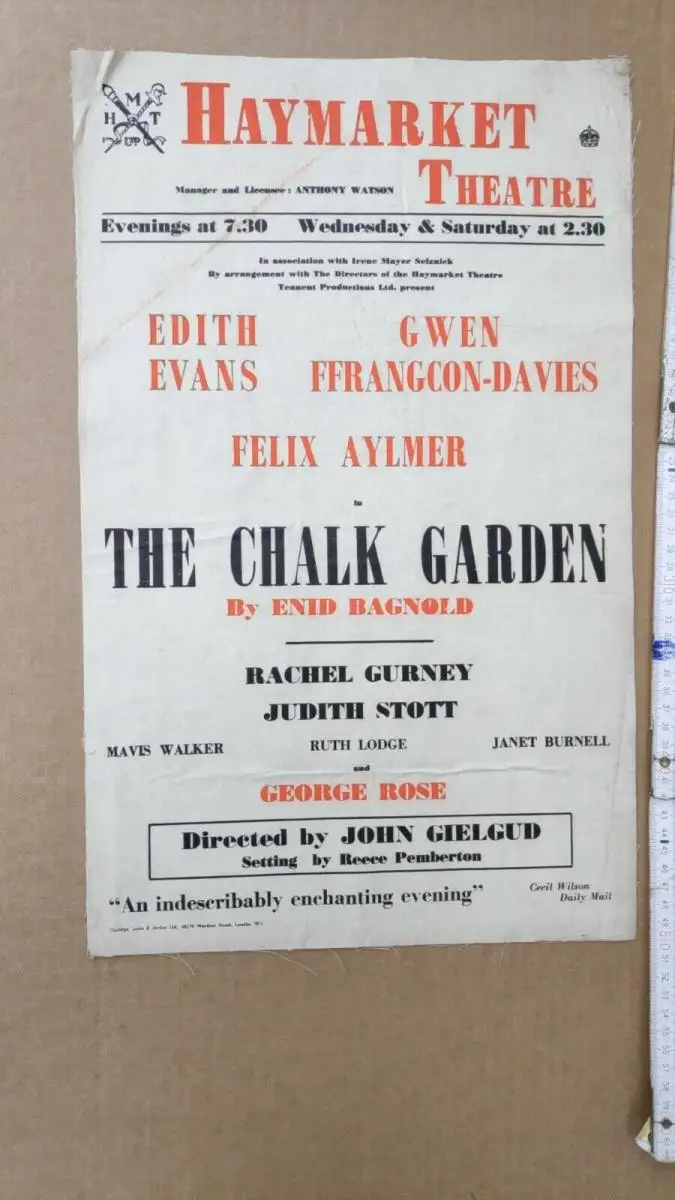 H M T
HAYMARKET
THEATRE
Manager and Licensee: ANTHONY WATSON
Evenings at 7.30 Wednesday & Saturday at 2.30
In association with Irene Mayer Selznick
By arrangement with The Directors of the Haymarket Theatre
Tennent Productions Ltd. present
EDITH EVANS
GWEN FFRANGCON-DAVIES
FELIX AYLMER
in
THE CHALK GARDEN
By ENID BAGNOLD
RACHEL GURNEY
JUDITH STOTT
MAVIS WALKER RUTH LODGE JANET BURNELL
and
GEORGE ROSE
Directed by JOHN GIELGUD
Setting by Reece Pemberton
"An indescribably enchanting evening"
Cecil Wilson
Daily Mail